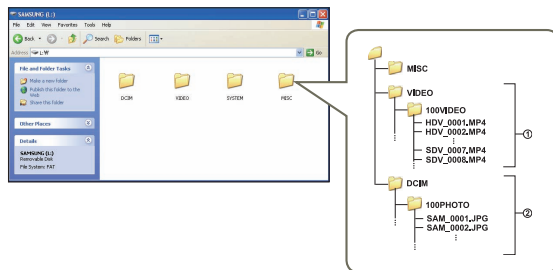 SAMSUNG (L:)
File Edit View Favorites Tools Help
Back Search Folders
Address L:\
Go
File and Folder Tasks
Make a new folder
Publish this folder to the Web
Share this folder
Other Places
Details
SAMSUNG (L:)
Removable Disk
File System: FAT
DCIM VIDEO SYSTEM MISC
MISC
VIDEO
100VIDEO
HDV_0001.MP4
HDV_0002.MP4
SDV_0007.MP4
SDV_0008.MP4
①
DCIM
100PHOTO
SAM_0001.JPG
SAM_0002.JPG
②